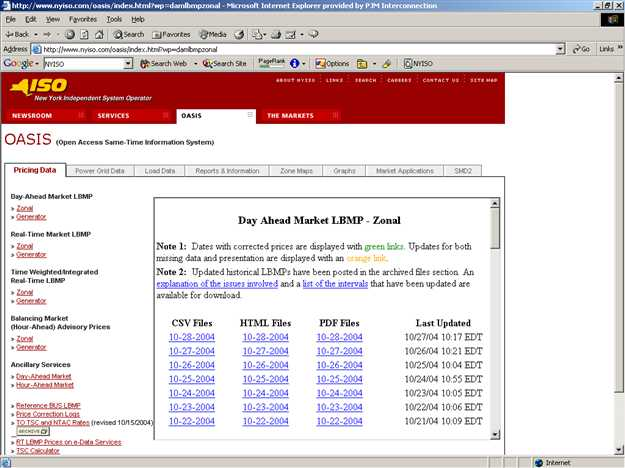 http://www.nyiso.com/oasis/index.html?wp=damlbmpzonal - Microsoft Internet Explorer provided by PJM Interconnection
File Edit View Favorites Tools Help
Back Search Favorites Media
Address http://www.nyiso.com/oasis/index.html?wp=damlbmpzonal Go Links »
Google NYISO Search Web Search Site PageRank Options NYISO
ISO
New York Independent System Operator
ABOUT NYISO LINKS SEARCH CAREERS CONTACT US SITE MAP
NEWSROOM SERVICES OASIS THE MARKETS
OASIS (Open Access Same-Time Information System)
Pricing Data Power Grid Data Load Data Reports & Information Zone Maps Graphs Market Applications SMD2
Day-Ahead Market LBMP
» Zonal
» Generator
Real-Time Market LBMP
» Zonal
» Generator
Time Weighted/Integrated
Real-Time LBMP
» Zonal
» Generator
Balancing Market
(Hour-Ahead) Advisory Prices
» Zonal
» Generator
Ancillary Services
» Day-Ahead Market
» Hour-Ahead Market
» Reference BUS LBMP
» Price Correction Logs
» TO TSC and NTAC Rates (revised 10/15/2004)
ARCHIVE
» RT LBMP Prices on e-Data Services
» TSC Calculator
Day Ahead Market LBMP - Zonal
Note 1: Dates with corrected prices are displayed with green links. Updates for both
missing data and presentation are displayed with an orange link.
Note 2: Updated historical LBMPs have been posted in the archived files section. An
explanation of the issues involved and a list of the intervals that have been updated are
available for download.
CSV Files HTML Files PDF Files Last Updated
10-28-2004 10-28-2004 10-28-2004 10/27/04 10:17 EDT
10-27-2004 10-27-2004 10-27-2004 10/26/04 10:21 EDT
10-26-2004 10-26-2004 10-26-2004 10/25/04 10:04 EDT
10-25-2004 10-25-2004 10-25-2004 10/24/04 10:55 EDT
10-24-2004 10-24-2004 10-24-2004 10/23/04 10:05 EDT
10-23-2004 10-23-2004 10-23-2004 10/22/04 10:06 EDT
10-22-2004 10-22-2004 10-22-2004 10/21/04 10:09 EDT
Internet